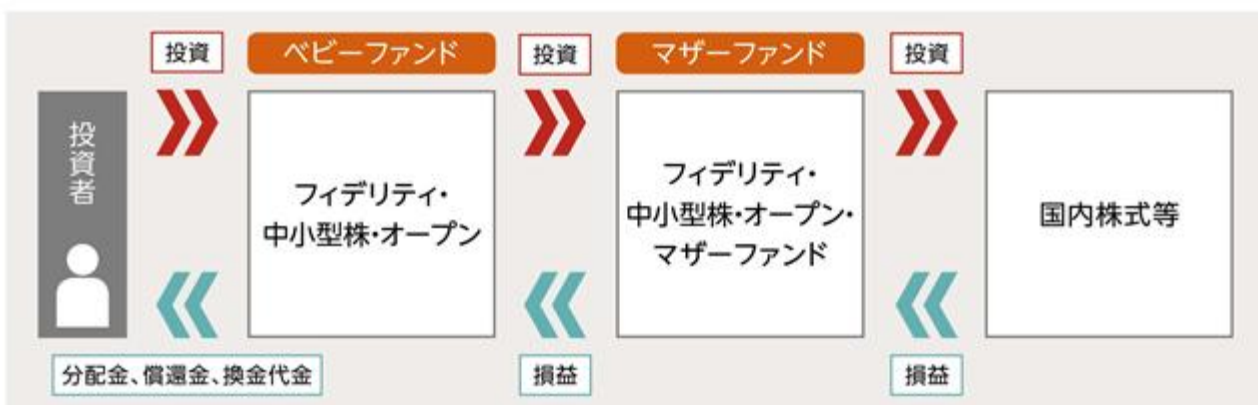 投資
ベビーファンド
投資
マザーファンド
投資
投資者
フィデリティ・
中小型株・オープン
フィデリティ・
中小型株・オープン・
マザーファンド
国内株式等
分配金、償還金、換金代金
損益
損益